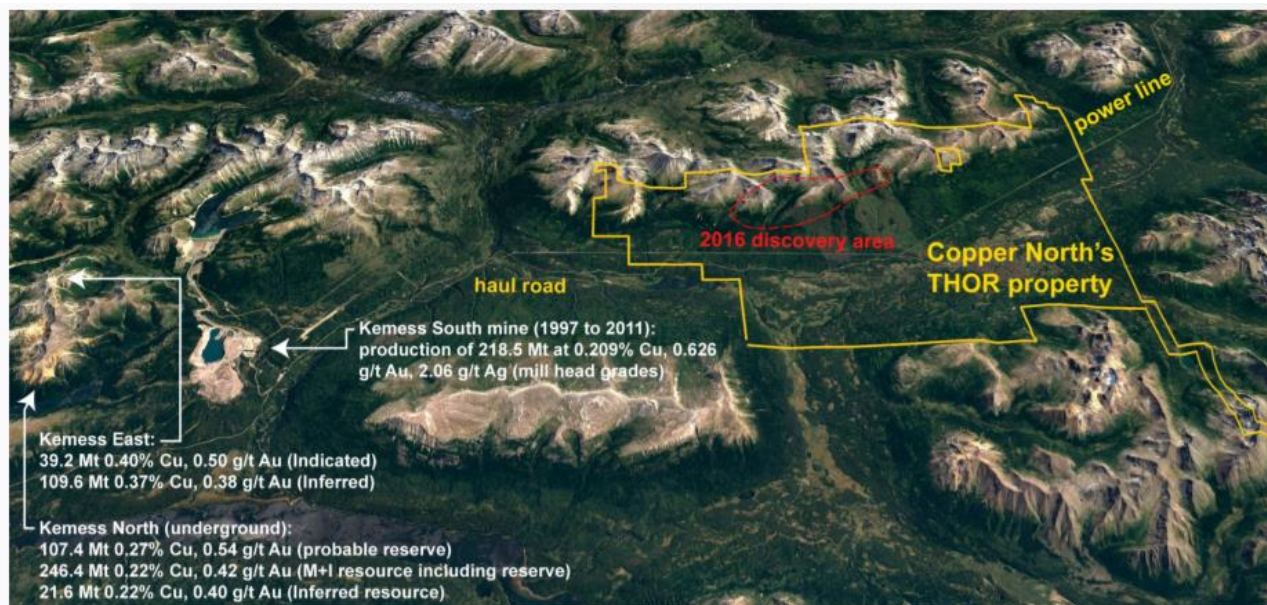 power line
2016 discovery area
Copper North's
THOR property
haul road
Kemess South mine (1997 to 2011):
production of 218.5 Mt at 0.209% Cu, 0.626
g/t Au, 2.06 g/t Ag (mill head grades)
Kemess East:
39.2 Mt 0.40% Cu, 0.50 g/t Au (Indicated)
109.6 Mt 0.37% Cu, 0.38 g/t Au (Inferred)
Kemess North (underground):
107.4 Mt 0.27% Cu, 0.54 g/t Au (probable reserve)
246.4 Mt 0.22% Cu, 0.42 g/t Au (M+I resource including reserve)
21.6 Mt 0.22% Cu, 0.40 g/t Au (Inferred resource)